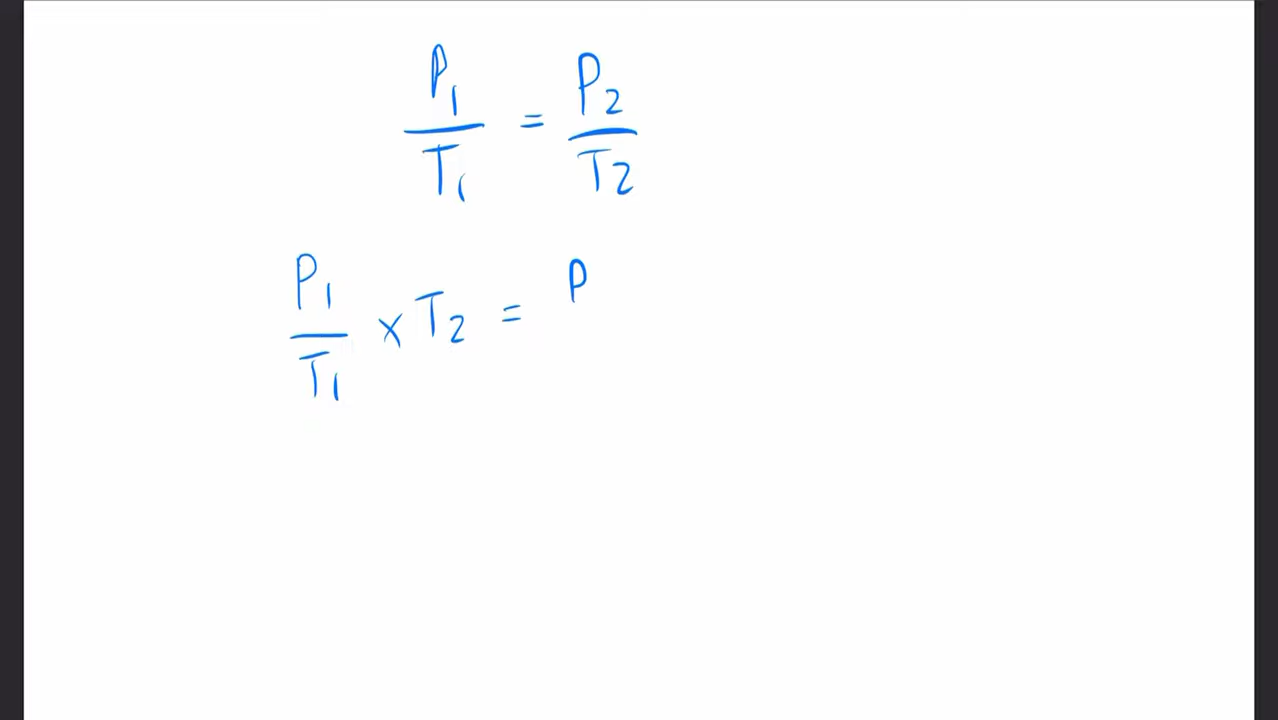 P₁/T₁ = P₂/T₂
P₁/T₁ × T₂ = P